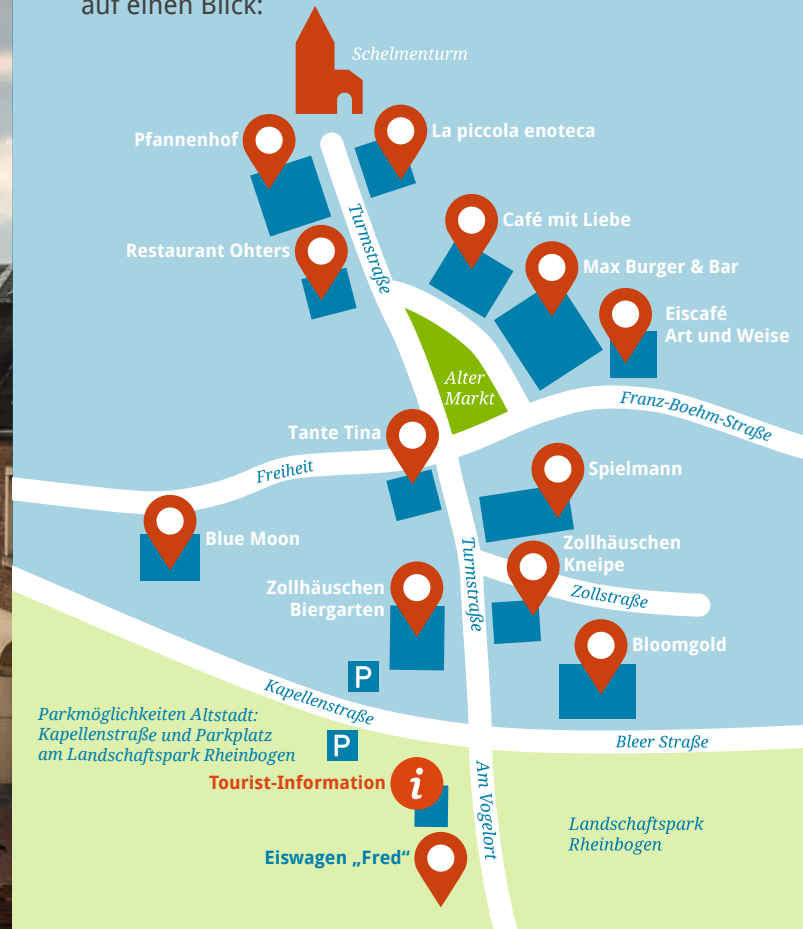 auf einen Blick:
Schelmenturm
Pfannenhof
La piccola enoteca
Turmstraße
Café mit Liebe
Restaurant Ohters
Max Burger & Bar
Eiscafé
Art und Weise
Alter
Markt
Franz-Boehm-Straße
Tante Tina
Freiheit
Spielmann
Blue Moon
Turmstraße
Zollhäuschen
Kneipe
Zollhäuschen
Biergarten
Zollstraße
Bloomgold
P
Kapellenstraße
Parkmöglichkeiten Altstadt:
Kapellenstraße und Parkplatz
am Landschaftspark Rheinbogen
P
Bleer Straße
Tourist-Information
i
Am Vogelort
Landschaftspark
Rheinbogen
Eiswagen „Fred“